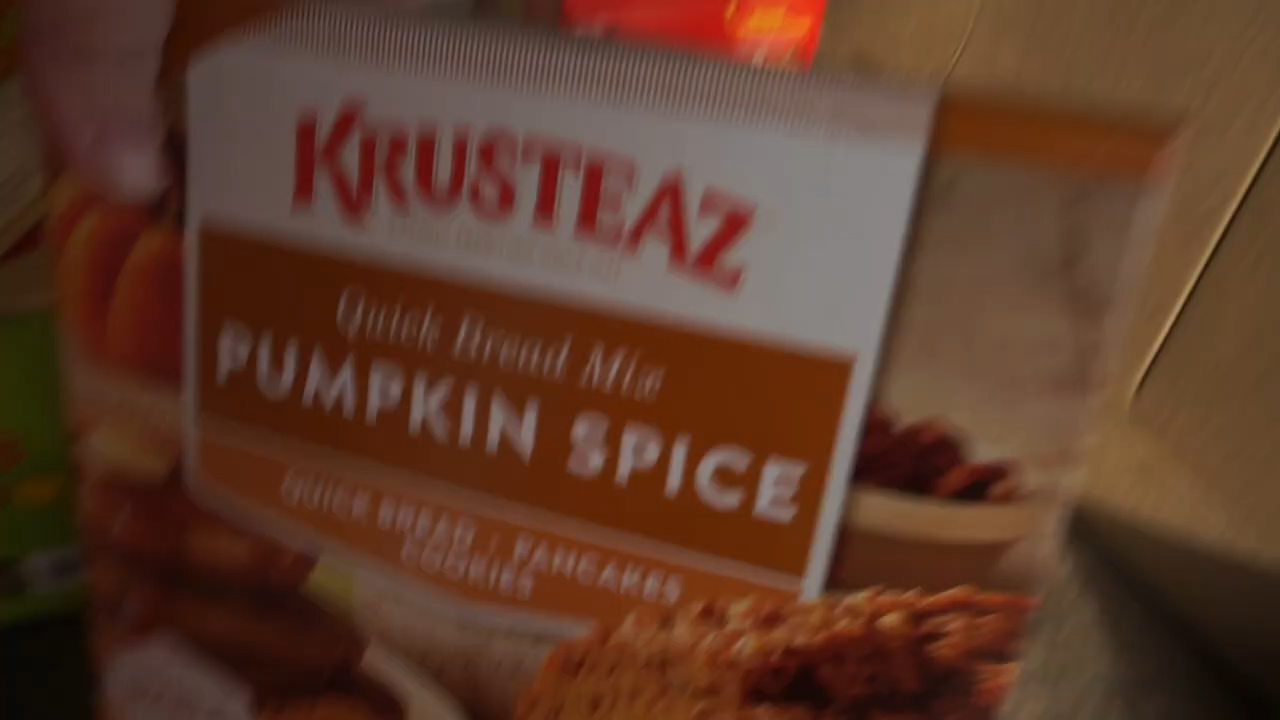 KRUSTEAZ
Quick Bread Mix
PUMPKIN SPICE
QUICK BREAD | PANCAKES
COOKIES